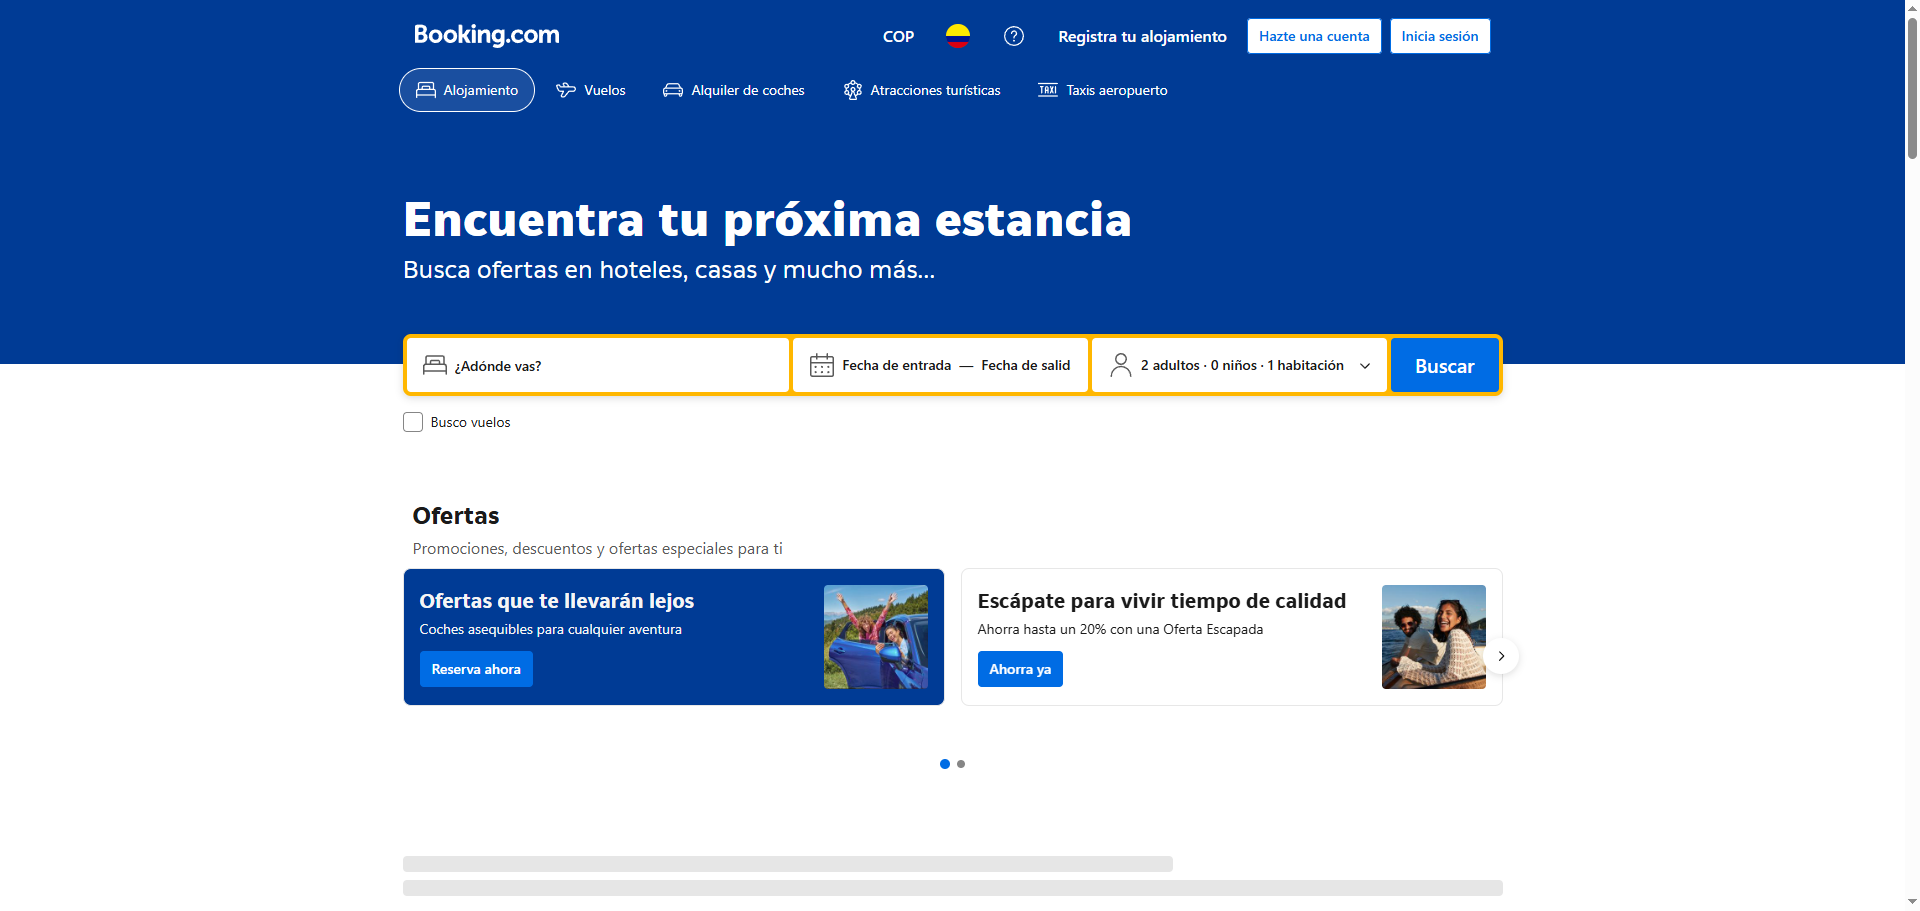 Booking.com
COP
Registra tu alojamiento
Hazte una cuenta
Inicia sesión
Alojamiento
Vuelos
Alquiler de coches
Atracciones turísticas
TAXI
Taxis aeropuerto
Encuentra tu próxima estancia
Busca ofertas en hoteles, casas y mucho más...
¿Adónde vas?
Fecha de entrada — Fecha de salid
2 adultos · 0 niños · 1 habitación
Buscar
Busco vuelos
Ofertas
Promociones, descuentos y ofertas especiales para ti
Ofertas que te llevarán lejos
Coches asequibles para cualquier aventura
Reserva ahora
Escápate para vivir tiempo de calidad
Ahorra hasta un 20% con una Oferta Escapada
Ahorra ya